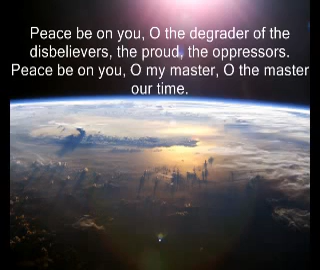 Peace be on you, O the degrader of the
disbelievers, the proud, the oppressors.
Peace be on you, O my master, O the master
our time.